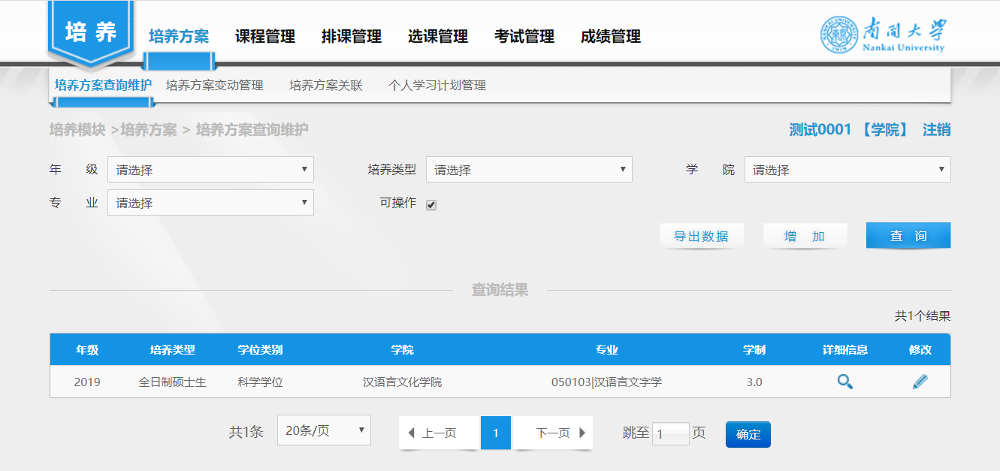 培 养
培养方案 课程管理 排课管理 选课管理 考试管理 成绩管理
南开大学
Nankai University
培养方案查询维护 培养方案变动管理 培养方案关联 个人学习计划管理
培养模块 >培养方案 > 培养方案查询维护
测试0001 【学院】 注销
年 级 请选择 培养类型 请选择 学 院 请选择
专 业 请选择 可操作
导出数据 增 加 查 询
查询结果
共1个结果
年级 培养类型 学位类别 学院 专业 学制 详细信息 修改
2019 全日制硕士生 科学学位 汉语言文化学院 050103|汉语言文字学 3.0
共1条 20条/页 上一页 1 下一页 跳至 1 页 确定